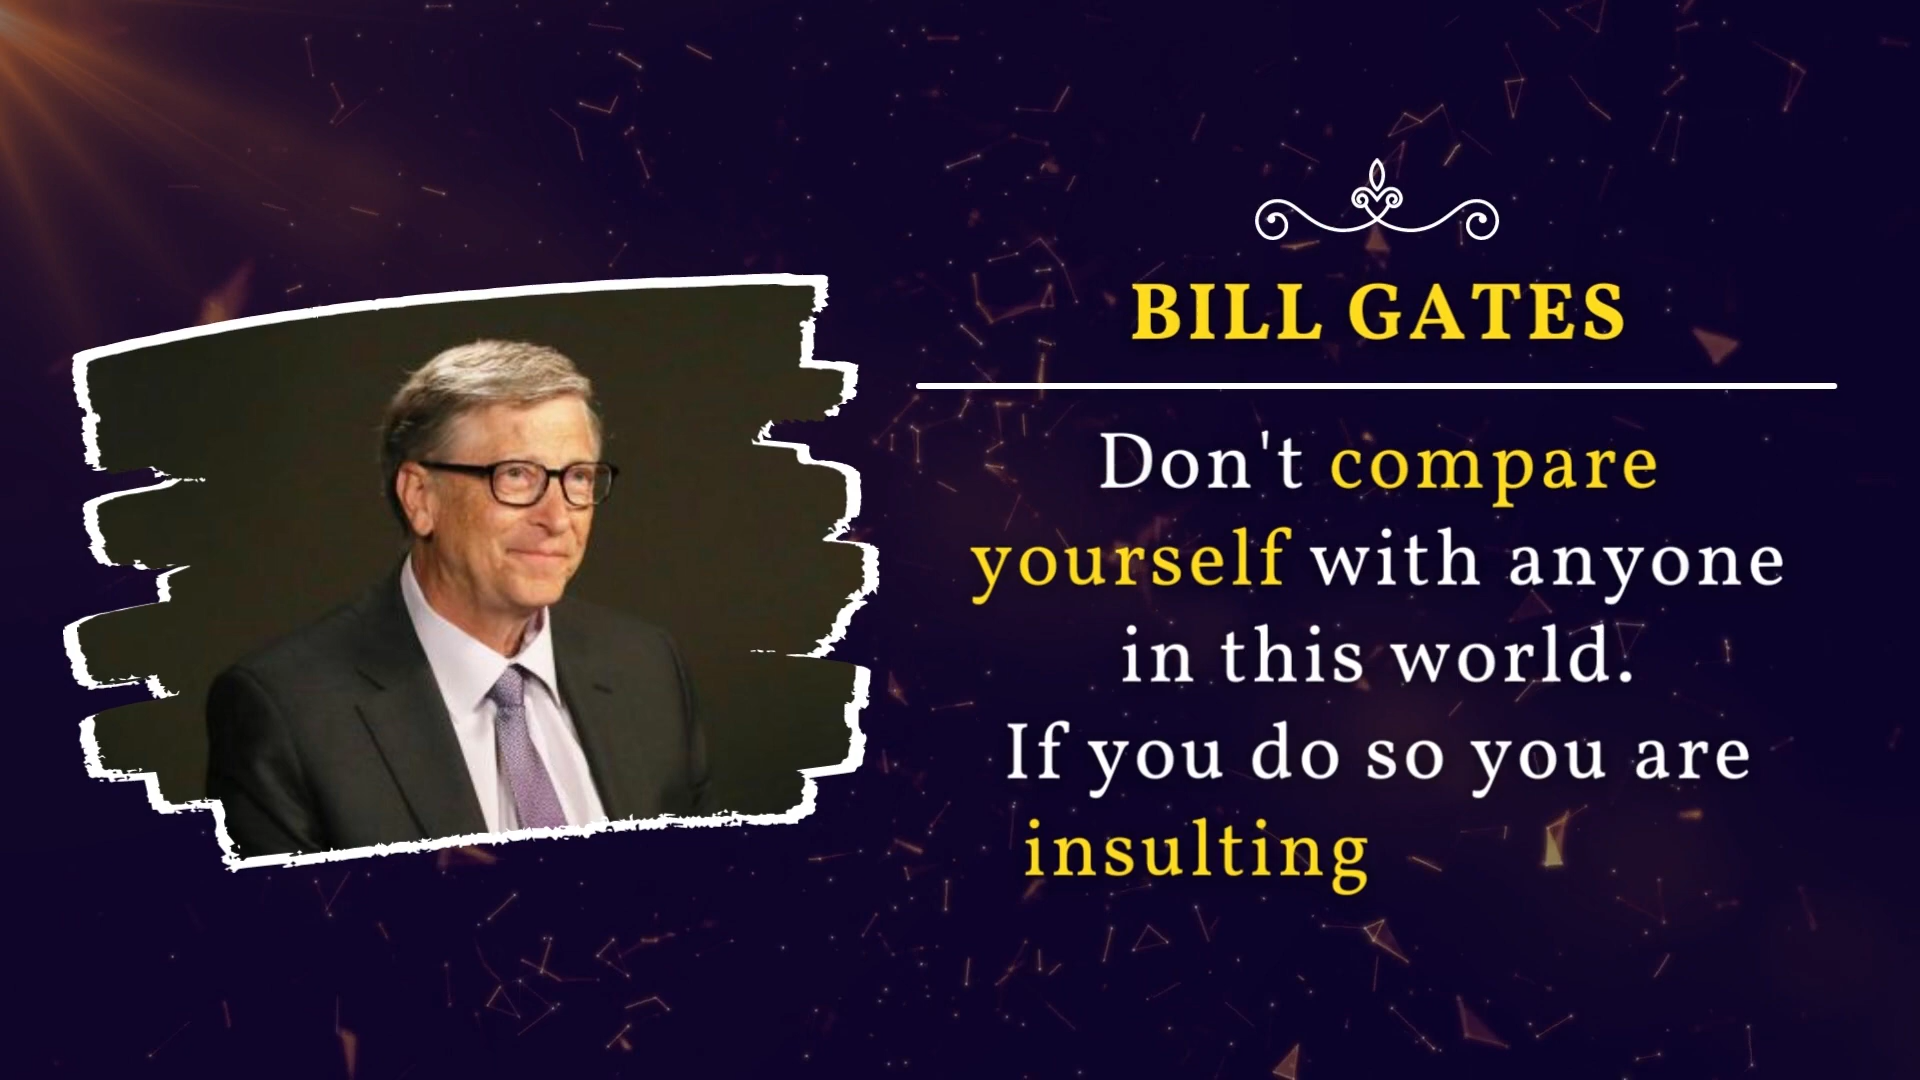 BILL GATES
Don't compare
yourself with anyone
in this world.
If you do so you are
insulting